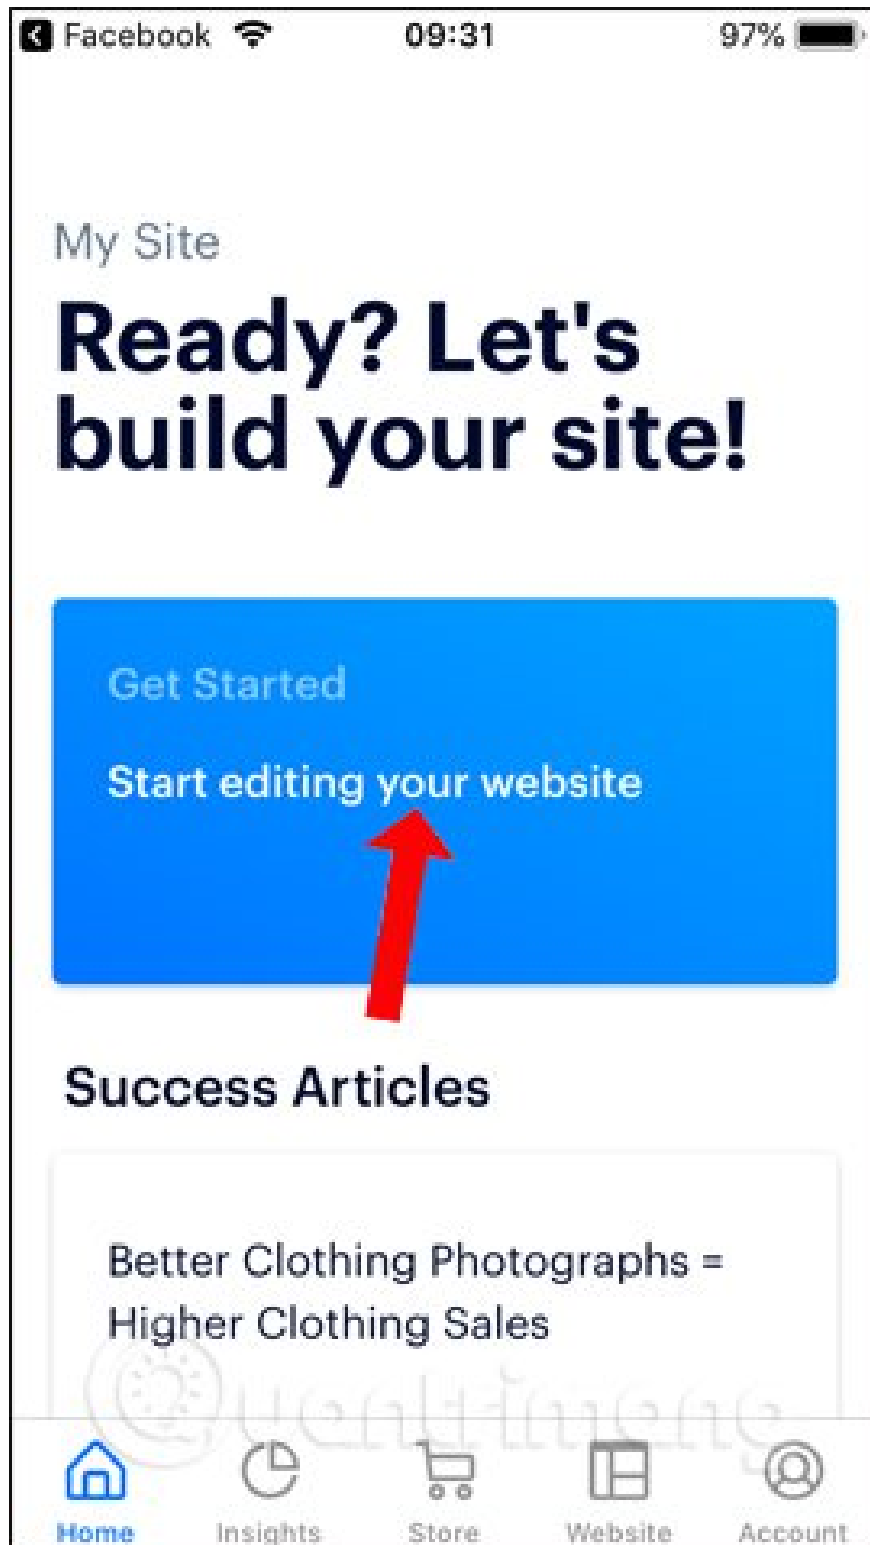 Facebook 09:31 97%
My Site
Ready? Let's
build your site!
Get Started
Start editing your website
Success Articles
Better Clothing Photographs =
Higher Clothing Sales
Quantrimang
Home Insights Store Website Account